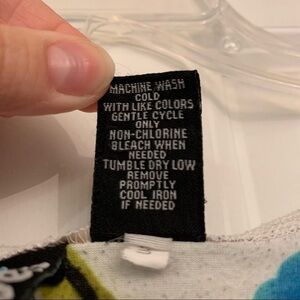 MACHINE WASH
COLD
WITH LIKE COLORS
GENTLE CYCLE
ONLY
NON-CHLORINE
BLEACH WHEN
NEEDED
TUMBLE DRY LOW
REMOVE
PROMPTLY
COOL IRON
IF NEEDED